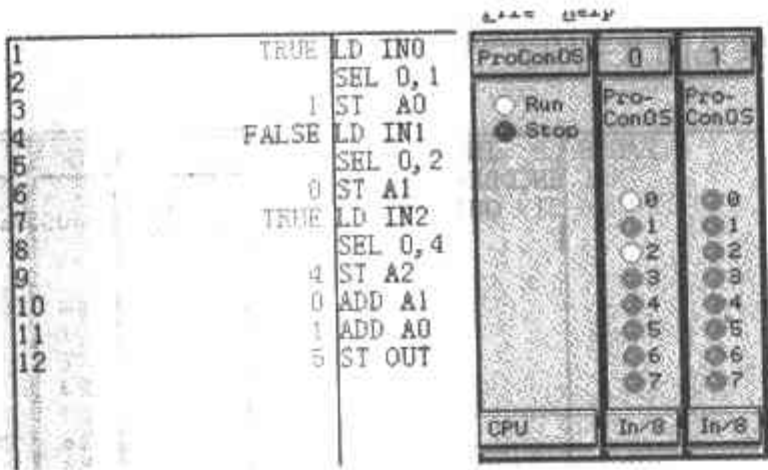 1 TRUE LD IN0
2 SEL 0,1
3 1 ST A0
4 FALSE LD IN1
5 SEL 0,2
6 0 ST A1
7 TRUE LD IN2
8 SEL 0,4
9 4 ST A2
10 0 ADD A1
11 1 ADD A0
12 5 ST OUT
ProConOS 0 1
Run
Stop
Pro-
ConOS
Pro-
ConOS
0 0
1 1
2 2
3 3
4 4
5 5
6 6
7 7
CPU In/8 In/8